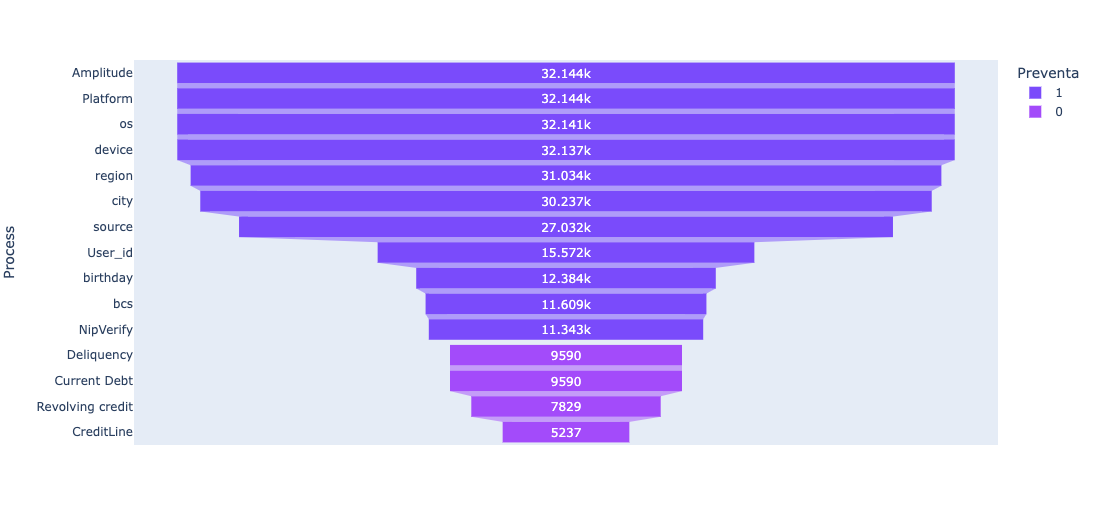 Process
Amplitude 32.144k
Platform 32.144k
os 32.141k
device 32.137k
region 31.034k
city 30.237k
source 27.032k
User_id 15.572k
birthday 12.384k
bcs 11.609k
NipVerify 11.343k
Deliquency 9590
Current Debt 9590
Revolving credit 7829
CreditLine 5237
Preventa
1
0